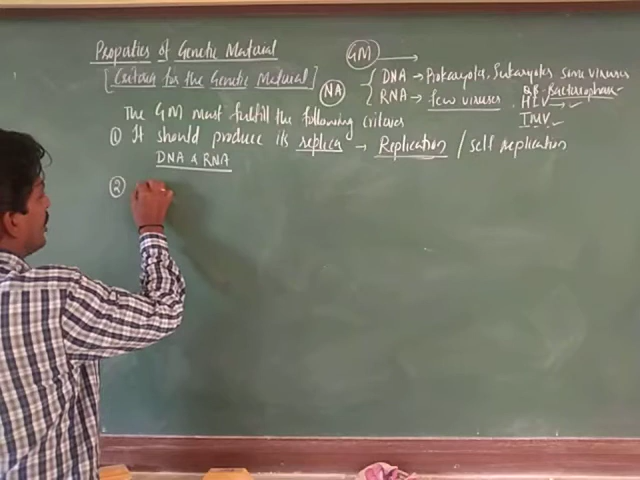 Properties of Genetic Material
[Criteria for the Genetic Material]
GM →
NA
DNA → Prokaryotes, Eukaryotes, some viruses
RNA → few viruses, Qβ Bacteriophage
HIV ✓
TMV ✓
The GM must fulfill the following Criteria
① It should produce its replica → Replication / self replication
DNA & RNA
②